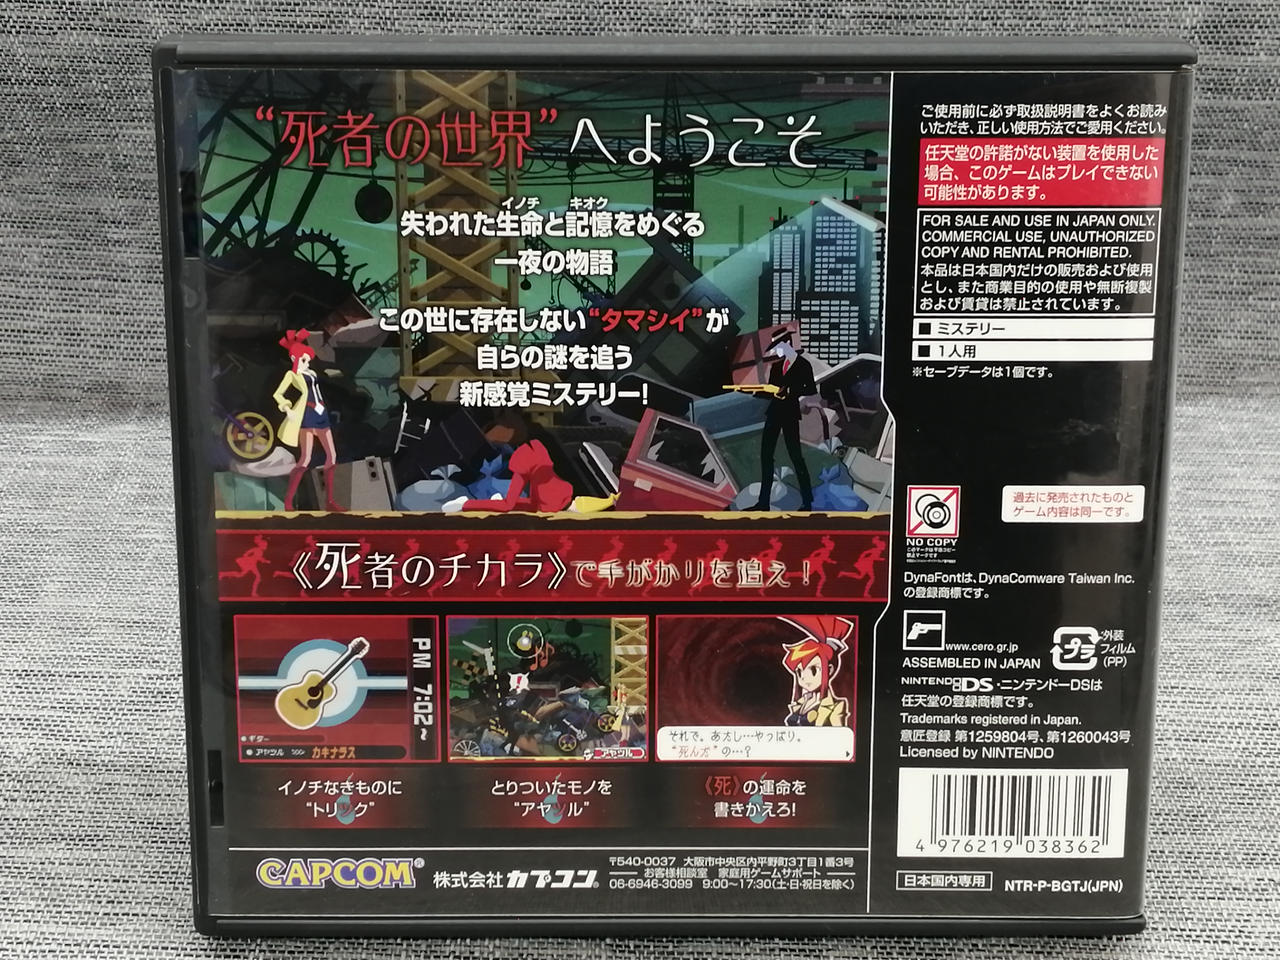 “死者の世界”へようこそ
イノチ キオク
失われた生命と記憶をめぐる
一夜の物語
この世に存在しない“タマシイ”が
自らの謎を追う
新感覚ミステリー!
《死者のチカラ》で手がかりを追え!
PM 7:02~
ギター
アヤツル カキナラス
アヤツル
それで。あたし…やっぱり。
“死んだ”の…?
イノチなきものに
“トリツク”
とりついたモノを
“アヤツル”
《死》の運命を
書きかえろ!
CAPCOM
株式会社カプコン
〒540-0037 大阪市中央区内平野町3丁目1番3号
お客様相談室 家庭用ゲームサポート
06-6946-3099 9:00~17:30(土・日・祝日を除く)
ご使用前に必ず取扱説明書をよくお読み
いただき、正しい使用方法でご愛用ください。
任天堂の許諾がない装置を使用した
場合、このゲームはプレイできない
可能性があります。
FOR SALE AND USE IN JAPAN ONLY.
COMMERCIAL USE, UNAUTHORIZED
COPY AND RENTAL PROHIBITED.
本品は日本国内だけの販売および使用
とし、また商業目的の使用や無断複製
および賃貸は禁止されています。
■ ミステリー
■ 1人用
※セーブデータは1個です。
過去に発売されたものと
ゲーム内容は同一です。
NO COPY
DynaFontは、DynaComware Taiwan Inc.
の登録商標です。
www.cero.gr.jp
プラ
外装
フィルム
(PP)
ASSEMBLED IN JAPAN
NINTENDO DS・ニンテンドーDSは
任天堂の登録商標です。
Trademarks registered in Japan.
意匠登録 第1259804号、第1260043号
Licensed by NINTENDO
4 976219 038362
日本国内専用
NTR-P-BGTJ(JPN)